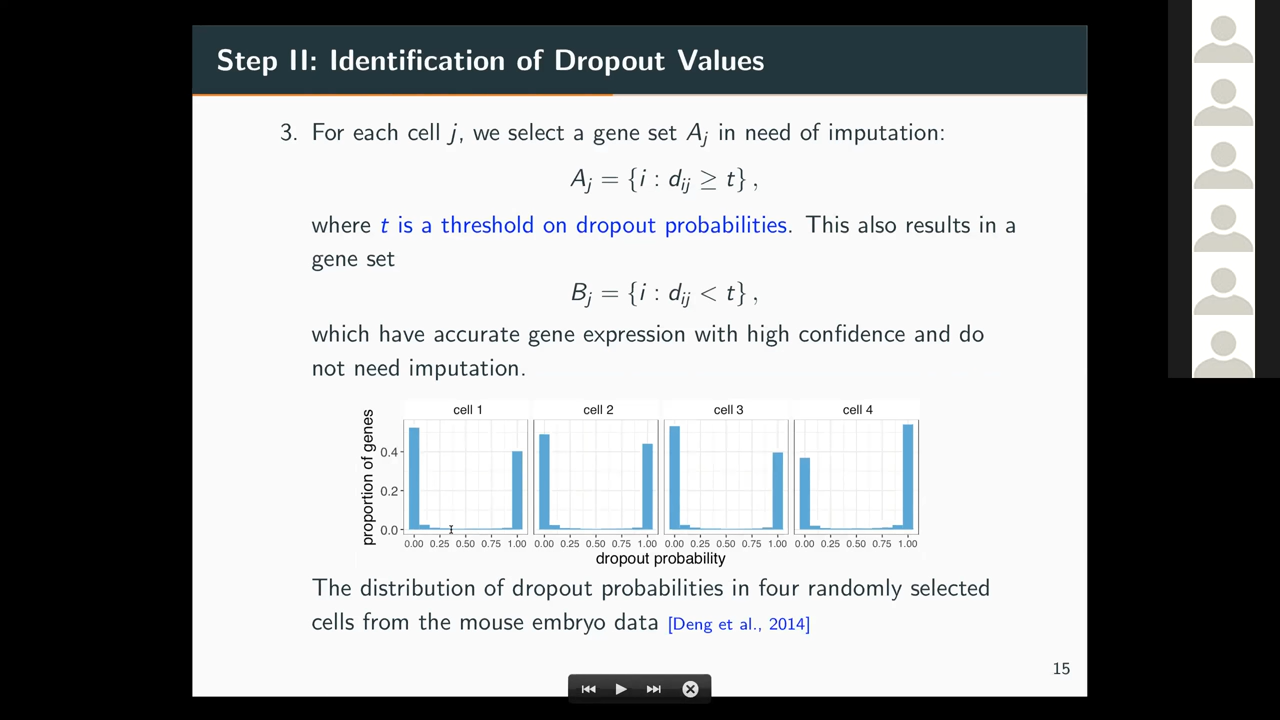 Step II: Identification of Dropout Values
3. For each cell j, we select a gene set Aj in need of imputation:
Aj = {i : dij ≥ t} ,
where t is a threshold on dropout probabilities. This also results in a
gene set
Bj = {i : dij < t} ,
which have accurate gene expression with high confidence and do
not need imputation.
cell 1 cell 2 cell 3 cell 4
proportion of genes
0.4
0.2
0.0
0.00 0.25 0.50 0.75 1.00 0.00 0.25 0.50 0.75 1.00 0.00 0.25 0.50 0.75 1.00 0.00 0.25 0.50 0.75 1.00
dropout probability
The distribution of dropout probabilities in four randomly selected
cells from the mouse embryo data [Deng et al., 2014]
15